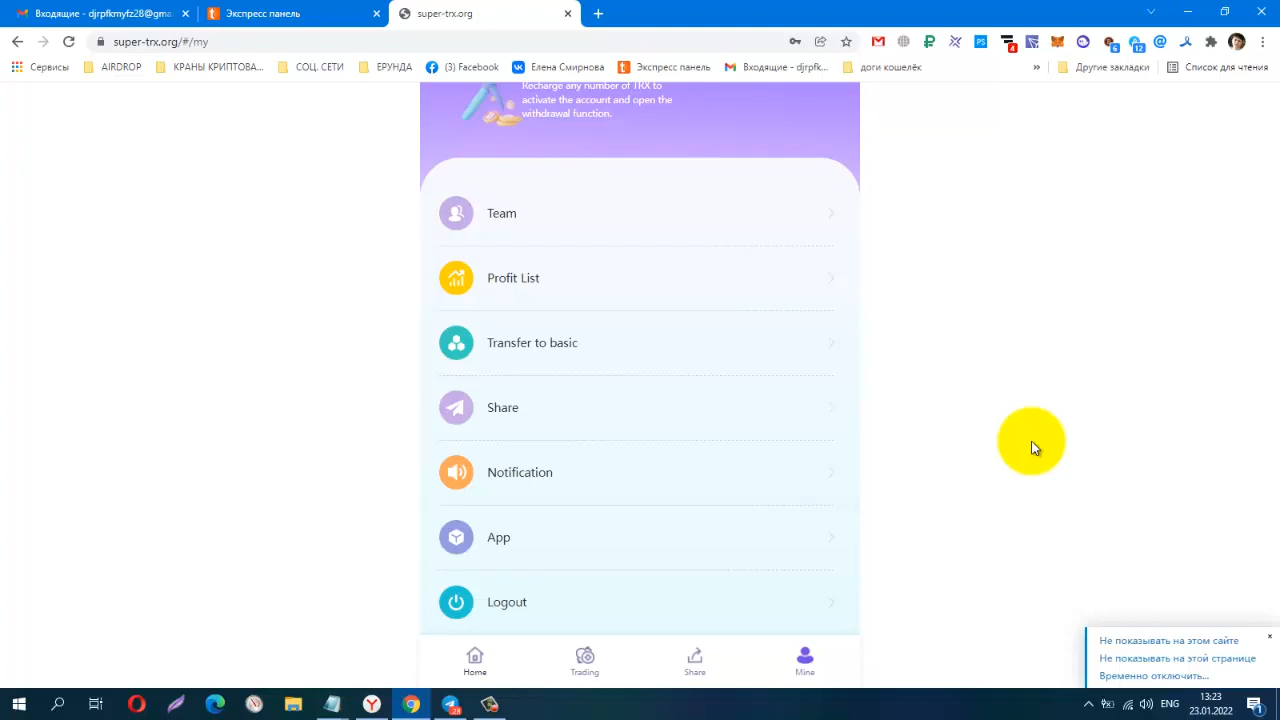 Входящие - djrpfkmyfz28@gma
Экспресс панель
super-trx.org
super-trx.org/#/my
Сервисы
AIRDROP
КРАНЫ КРИПТОВА...
СОЦ. СЕТИ
ЕРУНДА
(3) Facebook
Елена Смирнова
Экспресс панель
Входящие - djrpfk...
доги кошелёк
»
Другие закладки
Список для чтения
Recharge any number of TRX to
activate the account and open the
withdrawal function.
Team
Profit List
Transfer to basic
Share
Notification
App
Logout
Home
Trading
Share
Mine
Не показывать на этом сайте
Не показывать на этой странице
Временно отключить...
ENG
13:23
23.01.2022